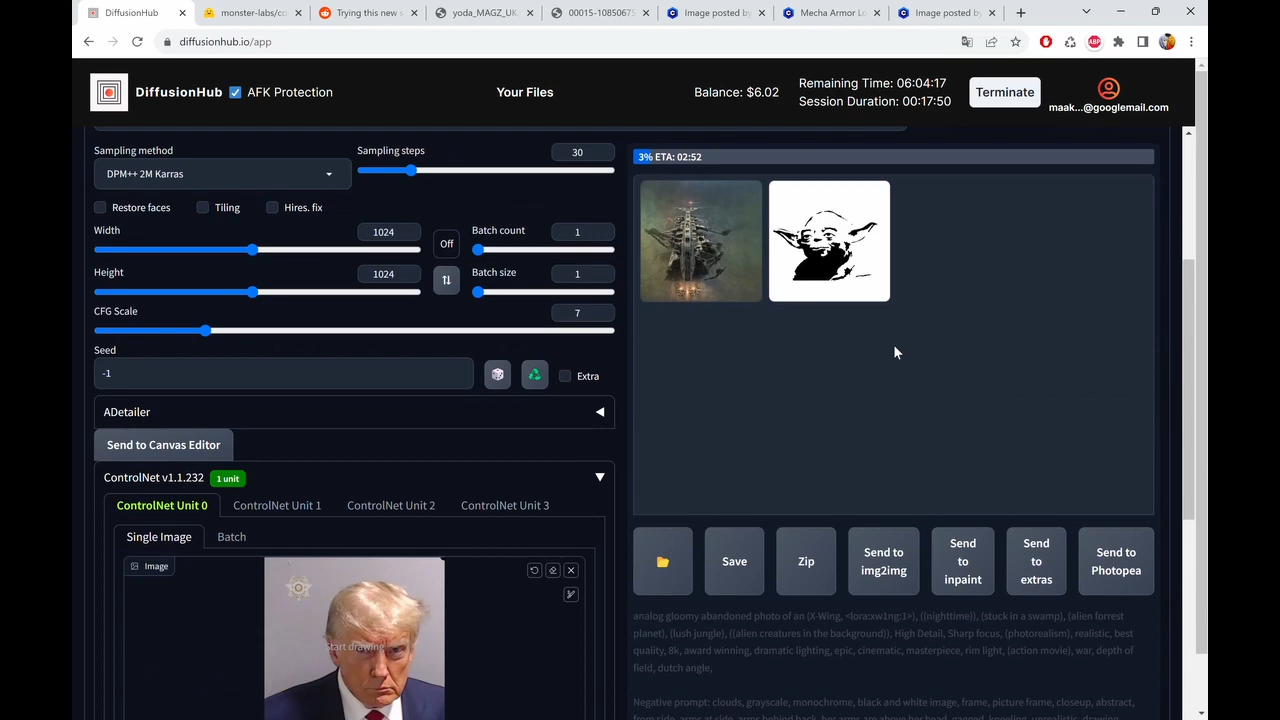 DiffusionHub
monster-labs/co
Trying this new s
yoda_MAGZ_U
00015-10850675
Image posted by
Mecha Armor Lo
Image posted by
diffusionhub.io/app
ABP
DiffusionHub
AFK Protection
Your Files
Balance: $6.02
Remaining Time: 06:04:17
Session Duration: 00:17:50
Terminate
maak...@googlemail.com
Sampling method
DPM++ 2M Karras
Sampling steps
30
3% ETA: 02:52
Restore faces
Tiling
Hires. fix
Width
1024
Off
Batch count
1
Height
1024
Batch size
1
CFG Scale
7
Seed
-1
Extra
ADetailer
Send to Canvas Editor
ControlNet v1.1.232
1 unit
ControlNet Unit 0
ControlNet Unit 1
ControlNet Unit 2
ControlNet Unit 3
Single Image
Batch
Image
Start drawing
Save
Zip
Send to img2img
Send to inpaint
Send to extras
Send to Photopea
analog gloomy abandoned photo of an (X-Wing, <lora:xw1ng:1>), ((nighttime)), (stuck in a swamp), (alien forrest
planet), (lush jungle), ((alien creatures in the background)), High Detail, Sharp focus, (photorealism), realistic, best
quality, 8k, award winning, dramatic lighting, epic, cinematic, masterpiece, rim light, (action movie), war, depth of
field, dutch angle,
Negative prompt: clouds, grayscale, monochrome, black and white image, frame, picture frame, closeup, abstract,